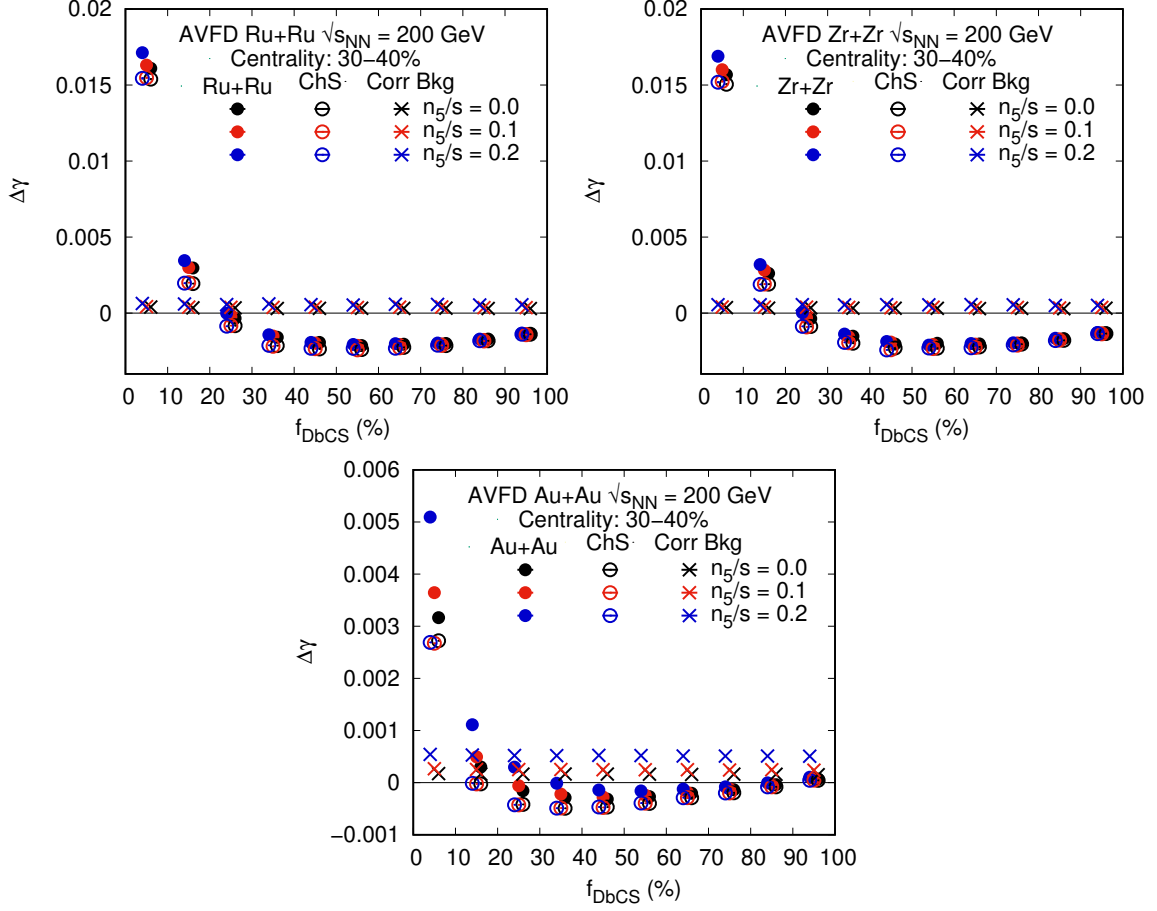 AVFD Ru+Ru √sNN = 200 GeV
Centrality: 30−40%
Ru+Ru ChS Corr Bkg
n5/s = 0.0
n5/s = 0.1
n5/s = 0.2
0.02
0.015
0.01
0.005
0
Δγ
0 10 20 30 40 50 60 70 80 90 100
fDbCS (%)
AVFD Zr+Zr √sNN = 200 GeV
Centrality: 30−40%
Zr+Zr ChS Corr Bkg
n5/s = 0.0
n5/s = 0.1
n5/s = 0.2
0.02
0.015
0.01
0.005
0
Δγ
0 10 20 30 40 50 60 70 80 90 100
fDbCS (%)
AVFD Au+Au √sNN = 200 GeV
Centrality: 30−40%
Au+Au ChS Corr Bkg
n5/s = 0.0
n5/s = 0.1
n5/s = 0.2
0.006
0.005
0.004
0.003
0.002
0.001
0
−0.001
Δγ
0 10 20 30 40 50 60 70 80 90 100
fDbCS (%)